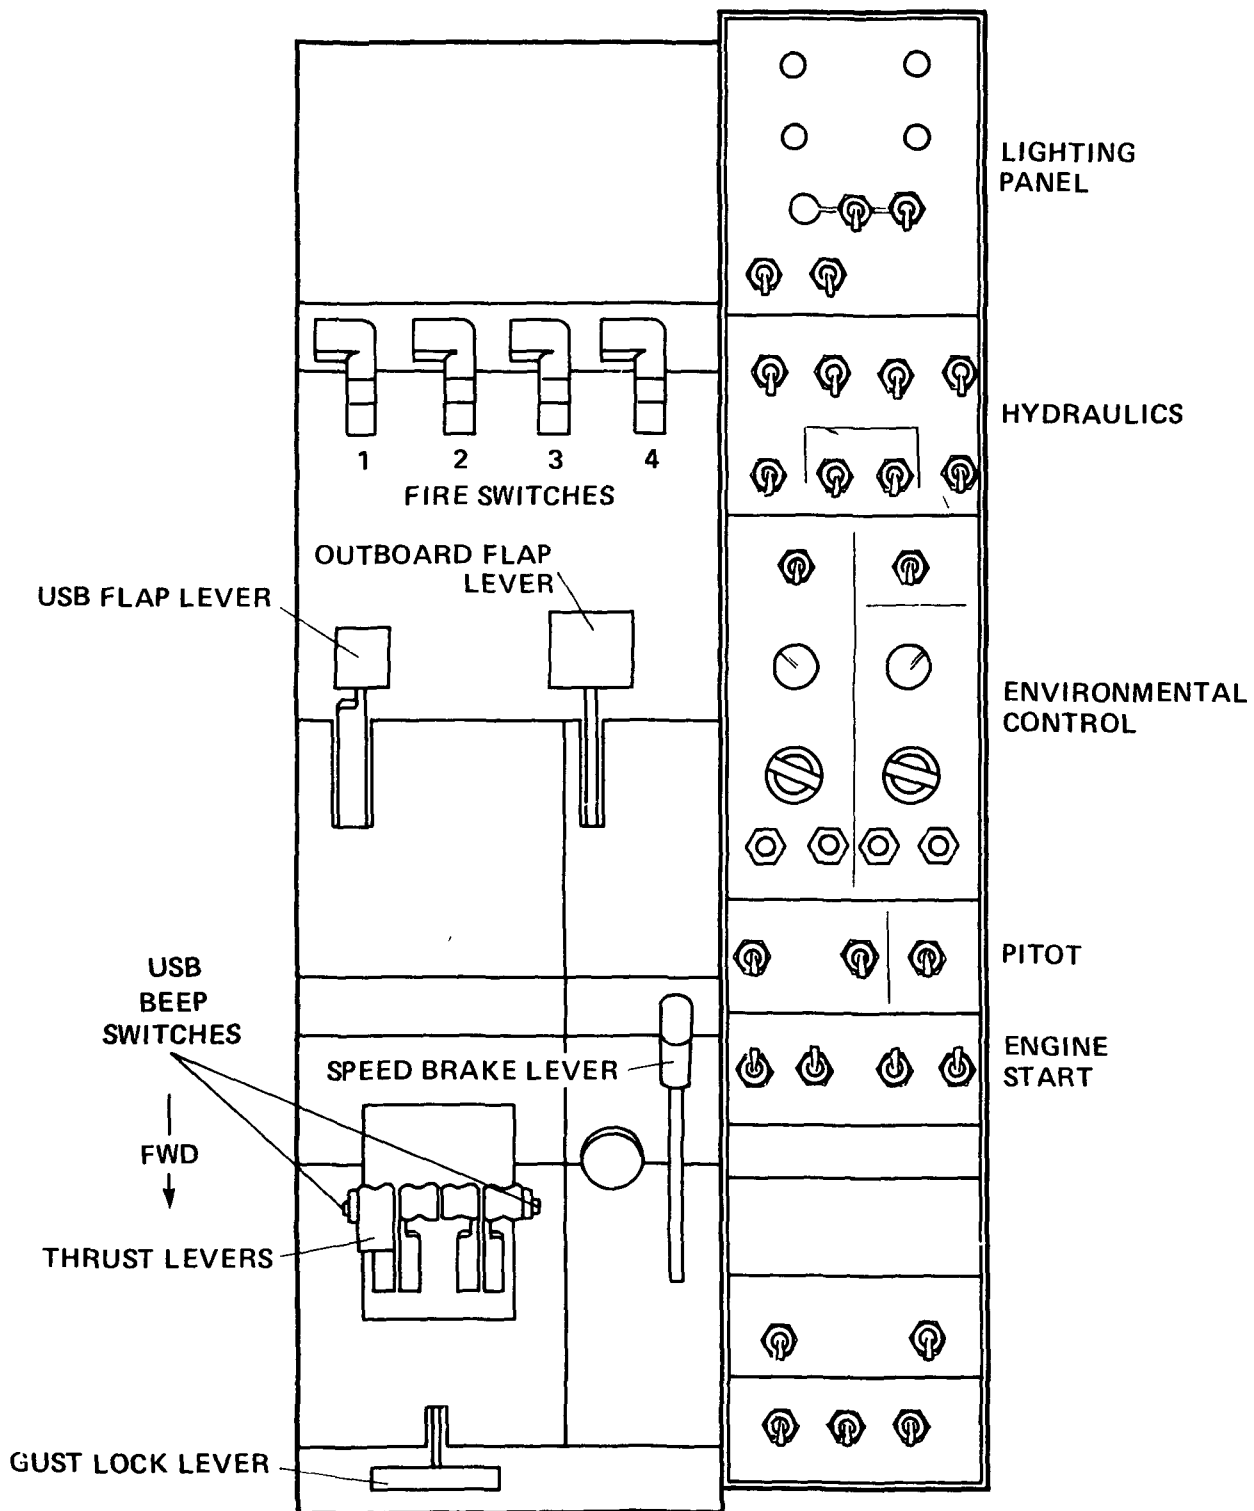 LIGHTING
PANEL
HYDRAULICS
1 2 3 4
FIRE SWITCHES
OUTBOARD FLAP
LEVER
USB FLAP LEVER
ENVIRONMENTAL
CONTROL
PITOT
USB
BEEP
SWITCHES
ENGINE
START
SPEED BRAKE LEVER
FWD
THRUST LEVERS
GUST LOCK LEVER